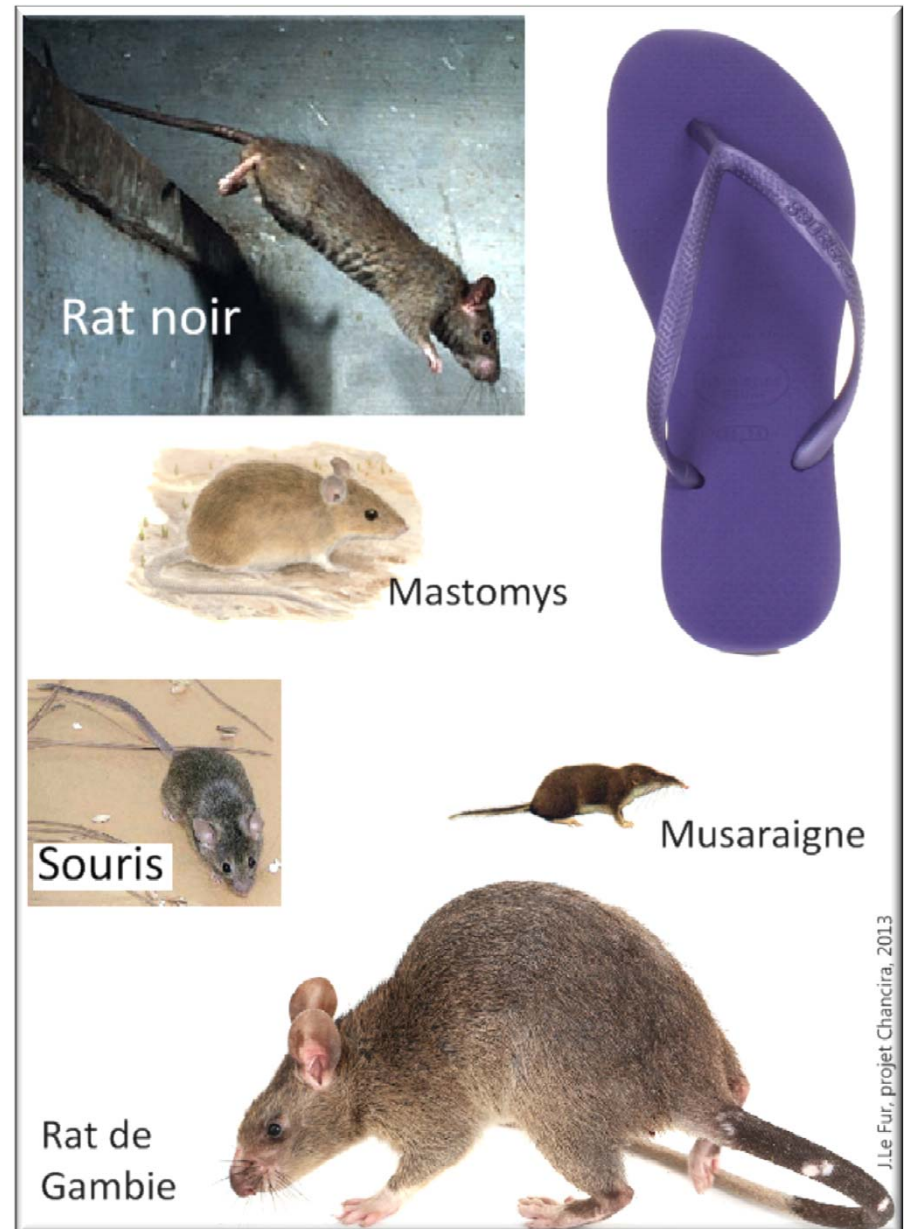 Rat noir
Mastomys
Souris
Musaraigne
Rat de
Gambie
J.Le Fur, projet Chancira, 2013